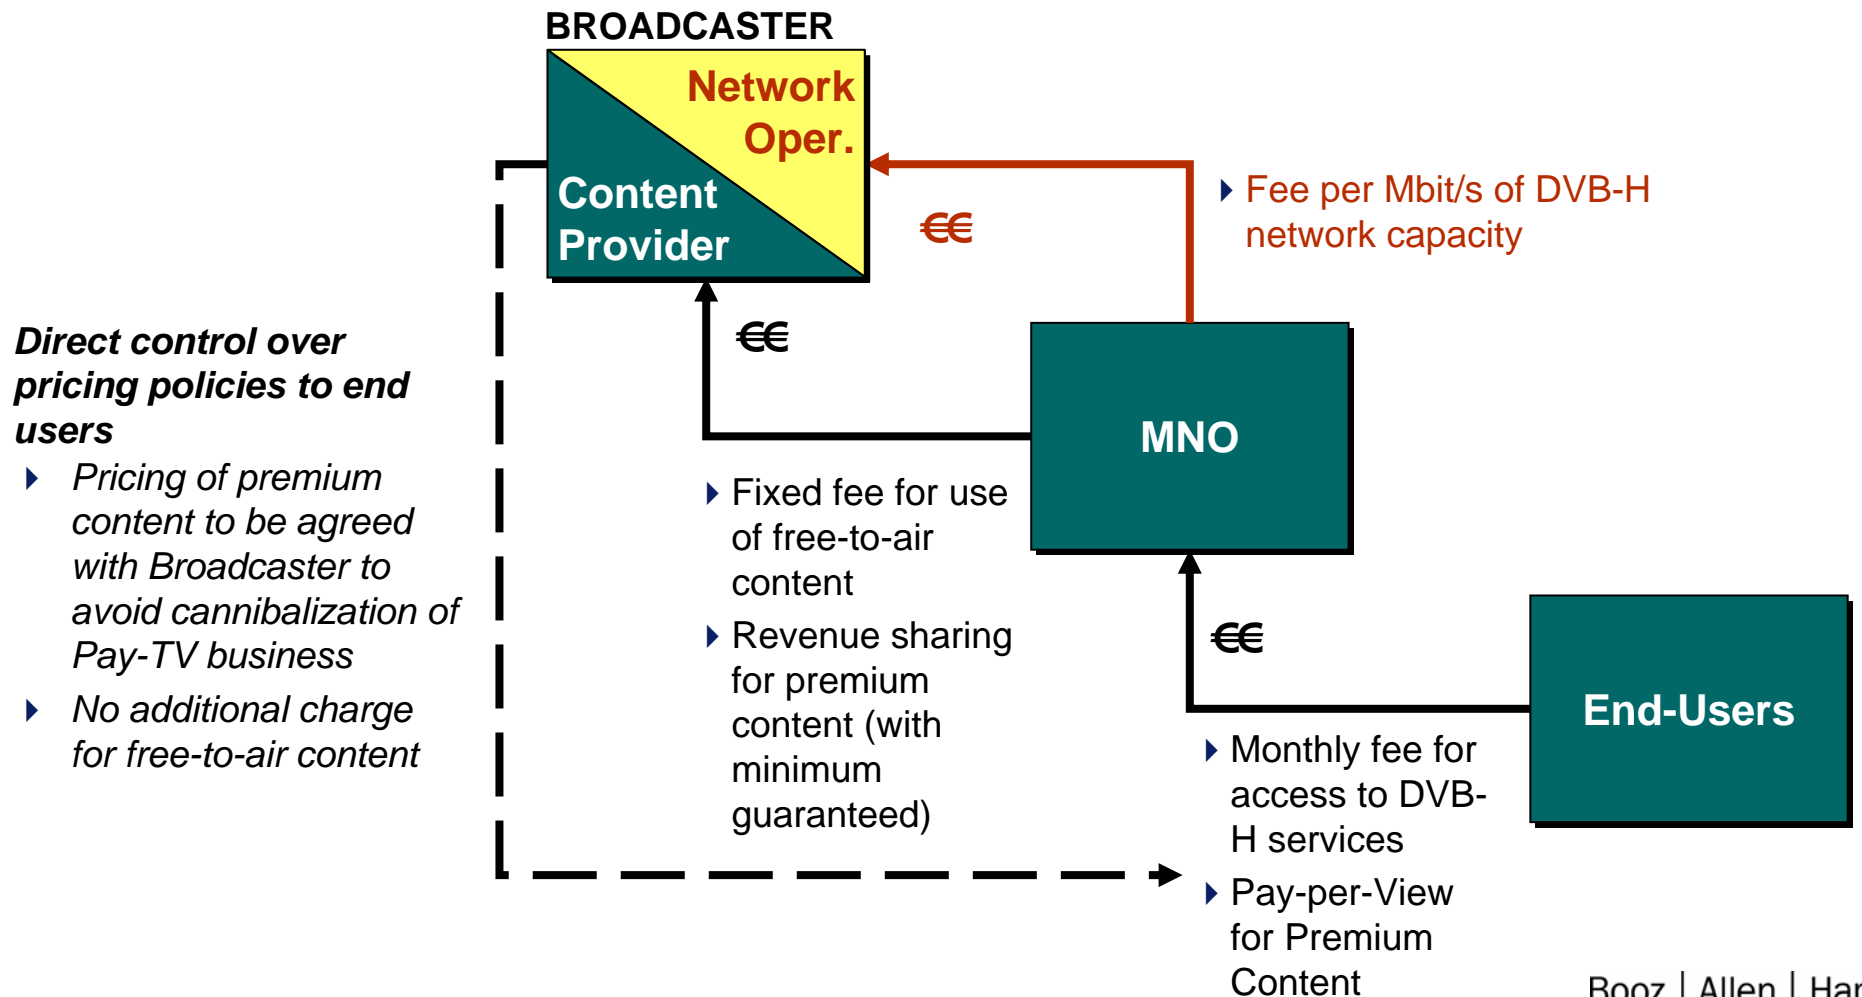 BROADCASTER
Network
Oper.
Content
Provider
€€
Fee per Mbit/s of DVB-H
network capacity
€€
MNO
Direct control over
pricing policies to end
users
Pricing of premium
content to be agreed
with Broadcaster to
avoid cannibalization of
Pay-TV business
No additional charge
for free-to-air content
Fixed fee for use
of free-to-air
content
Revenue sharing
for premium
content (with
minimum
guaranteed)
€€
End-Users
Monthly fee for
access to DVB-
H services
Pay-per-View
for Premium
Content
Booz | Allen |